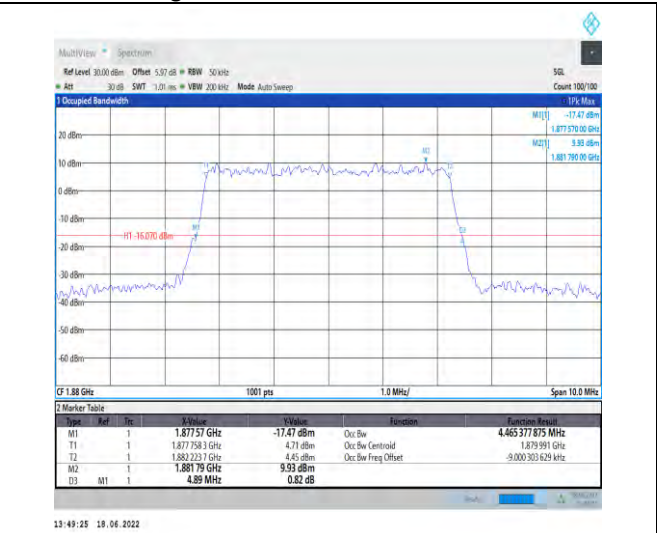 MultiView Spectrum
Ref Level 30.00 dBm Offset 5.97 dB RBW 50 kHz SGL
Att 30 dB SWT 1.01 ms VBW 200 kHz Mode Auto Sweep Count 100/100
1 Occupied Bandwidth 1Pk Max
M1[1] -17.47 dBm
1.877 570 00 GHz
M2[1] 9.93 dBm
1.881 790 00 GHz
20 dBm
M2
10 dBm
T1 T2
0 dBm
-10 dBm
M1 D3
H1 -16.070 dBm
-20 dBm
-30 dBm
-40 dBm
-50 dBm
-60 dBm
CF 1.88 GHz 1001 pts 1.0 MHz/ Span 10.0 MHz
2 Marker Table
Type Ref Trc X-Value Y-Value Function Function Result
M1 1 1.87757 GHz -17.47 dBm Occ Bw 4.465 377 875 MHz
T1 1 1.877 758 3 GHz 4.71 dBm Occ Bw Centroid 1.879 991 GHz
T2 1 1.882 223 7 GHz 4.45 dBm Occ Bw Freq Offset -9.000 303 629 kHz
M2 1 1.881 79 GHz 9.93 dBm
D3 M1 1 4.89 MHz 0.82 dB
13:49:25 18.06.2022